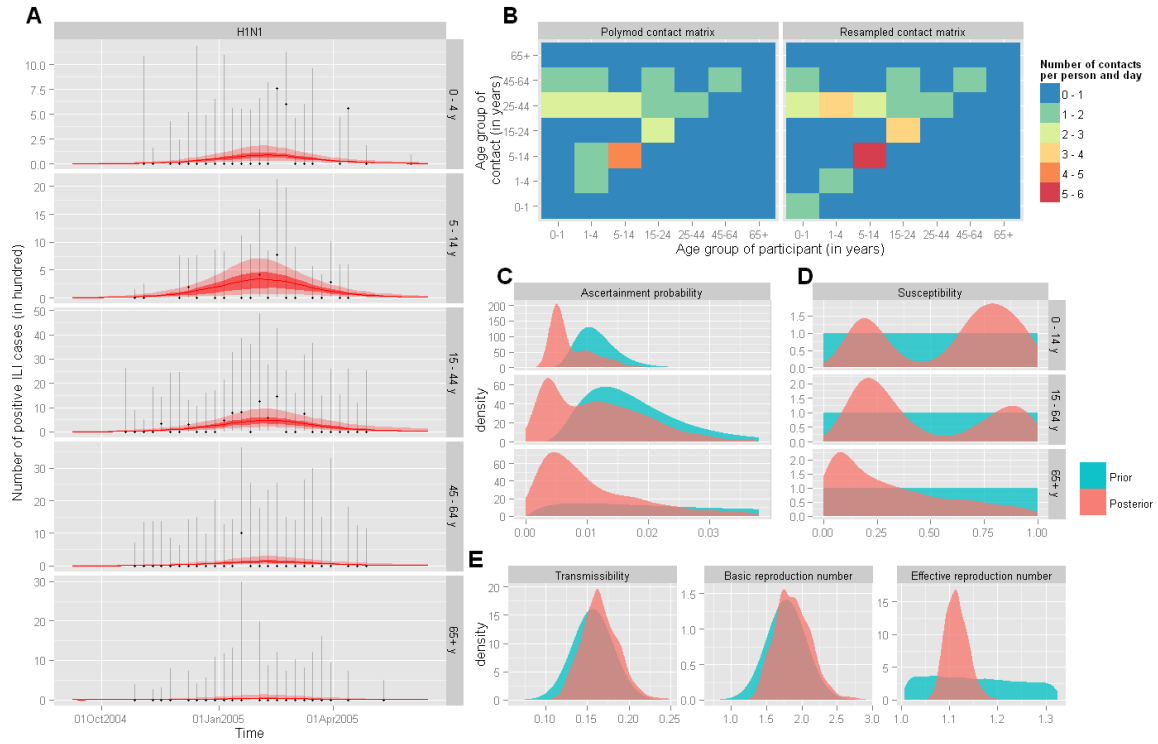 A
H1N1
Number of positive ILI cases (in hundred)
10.0
7.5
5.0
2.5
0.0
0 - 4 y
20
15
10
5
0
5 - 14 y
50
40
30
20
10
0
15 - 44 y
30
20
10
0
45 - 64 y
30
20
10
0
65+ y
01Oct2004
01Jan2005
01Apr2005
Time
B
Polymod contact matrix
Resampled contact matrix
Age group of
contact (in years)
65+
45-64
25-44
15-24
5-14
1-4
0-1
0-1
1-4
5-14
15-24
25-44
45-64
65+
0-1
1-4
5-14
15-24
25-44
45-64
65+
Age group of participant (in years)
Number of contacts
per person and day
0 - 1
1 - 2
2 - 3
3 - 4
4 - 5
5 - 6
C
Ascertainment probability
density
200
150
100
50
0
60
40
20
0
80
60
40
20
0
0.00
0.01
0.02
0.03
D
Susceptibility
1.5
1.0
0.5
0.0
0 - 14 y
2.0
1.5
1.0
0.5
0.0
15 - 64 y
2.0
1.5
1.0
0.5
0.0
65+ y
0.00
0.25
0.50
0.75
1.00
Prior
Posterior
E
Transmissibility
Basic reproduction number
Effective reproduction number
density
20
15
10
5
0
0.10
0.15
0.20
0.25
1.5
1.0
0.5
0.0
1.0
1.5
2.0
2.5
3.0
15
10
5
0
1.0
1.1
1.2
1.3